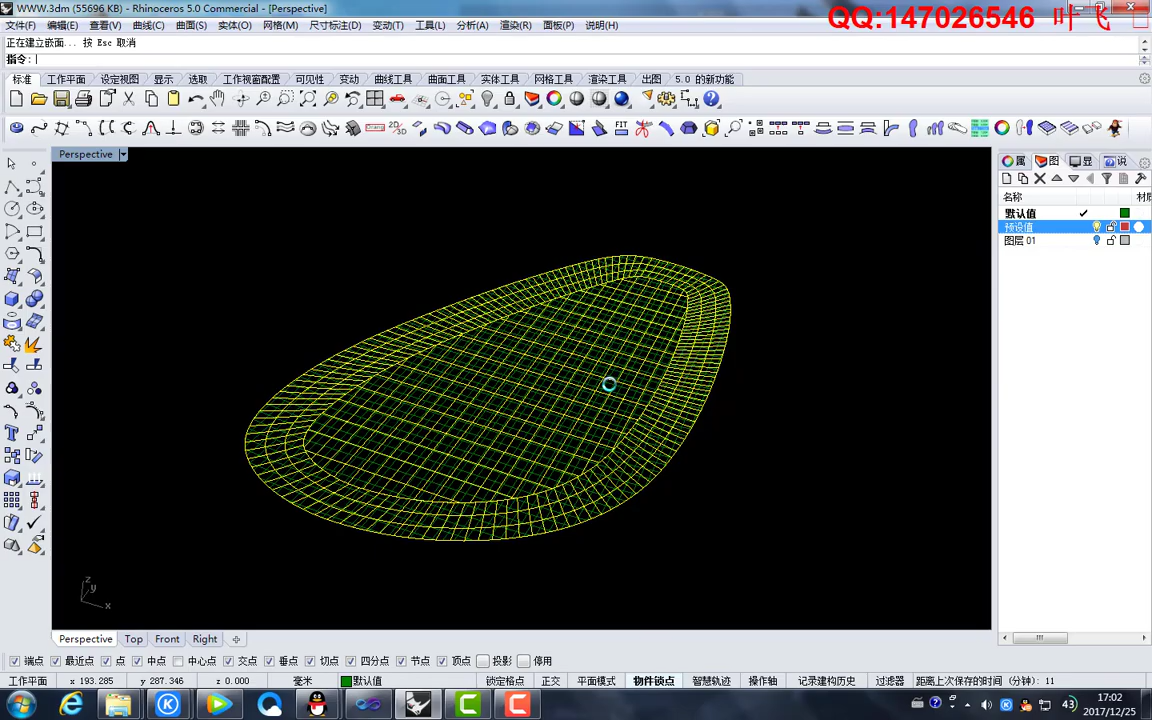 WWW.3dm (55696 KB) - Rhinoceros 5.0 Commercial - [Perspective]
QQ:147026546 叶飞
文件(F) 编辑(E) 查看(V) 曲线(C) 曲面(S) 实体(O) 网格(M) 尺寸标注(D) 变动(T) 工具(L) 分析(A) 渲染(R) 面板(P) 说明(H)
正在建立嵌面... 按 Esc 取消
指令:
标准 工作平面 设定视图 显示 选取 工作视窗配置 可见性 变动 曲线工具 曲面工具 实体工具 网格工具 渲染工具 出图 5.0 的新功能
Perspective
属 图 显 说
名称 材质
默认值
预设值
图层 01
z
y
x
Perspective Top Front Right
端点 最近点 点 中点 中心点 交点 垂点 切点 四分点 节点 顶点 投影 停用
工作平面 x 193.285 y 287.346 z 0.000 毫米 默认值 锁定格点 正交 平面模式 物件锁点 智慧轨迹 操作轴 记录建构历史 过滤器 距离上次保存的时间 (分钟): 11
17:02
2017/12/25